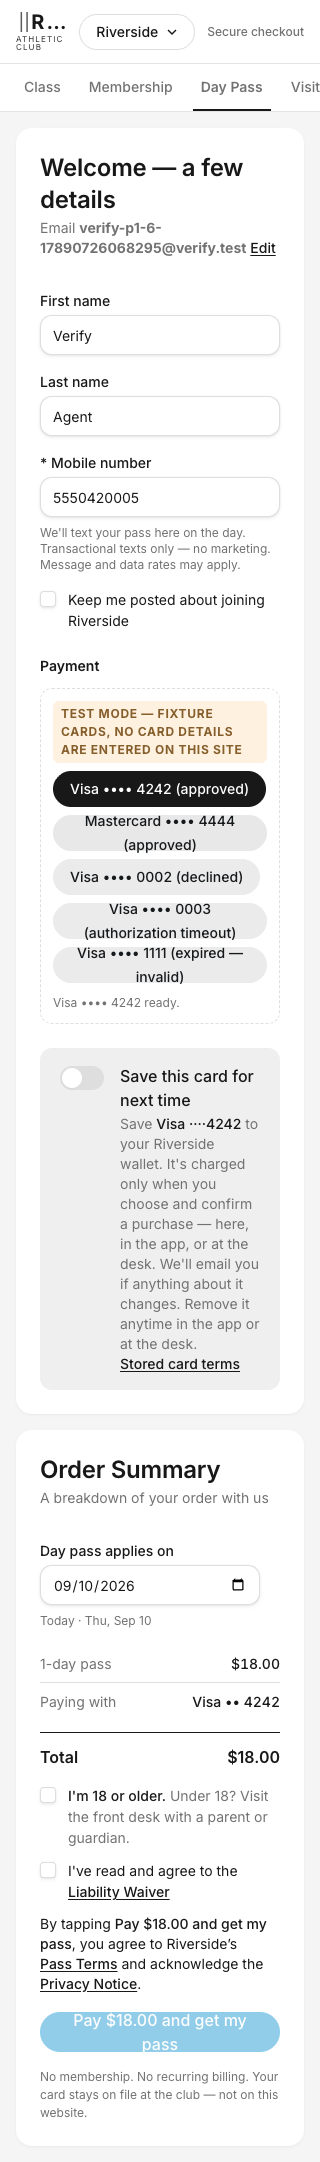 R...
ATHLETIC
CLUB
Riverside
Secure checkout
Class
Membership
Day Pass
Visit
Welcome — a few
details
Email verify-p1-6-
17890726068295@verify.test Edit
First name
Verify
Last name
Agent
* Mobile number
5550420005
We'll text your pass here on the day.
Transactional texts only — no marketing.
Message and data rates may apply.
Keep me posted about joining
Riverside
Payment
TEST MODE — FIXTURE
CARDS, NO CARD DETAILS
ARE ENTERED ON THIS SITE
Visa •••• 4242 (approved)
Mastercard •••• 4444
(approved)
Visa •••• 0002 (declined)
Visa •••• 0003
(authorization timeout)
Visa •••• 1111 (expired —
invalid)
Visa •••• 4242 ready.
Save this card for
next time
Save Visa ····4242 to
your Riverside
wallet. It's charged
only when you
choose and confirm
a purchase — here,
in the app, or at the
desk. We'll email you
if anything about it
changes. Remove it
anytime in the app or
at the desk.
Stored card terms
Order Summary
A breakdown of your order with us
Day pass applies on
09/10/2026
Today · Thu, Sep 10
1-day pass $18.00
Paying with Visa •• 4242
Total $18.00
I'm 18 or older. Under 18? Visit
the front desk with a parent or
guardian.
I've read and agree to the
Liability Waiver
By tapping Pay $18.00 and get my
pass, you agree to Riverside’s
Pass Terms and acknowledge the
Privacy Notice.
Pay $18.00 and get my
pass
No membership. No recurring billing. Your
card stays on file at the club — not on this
website.